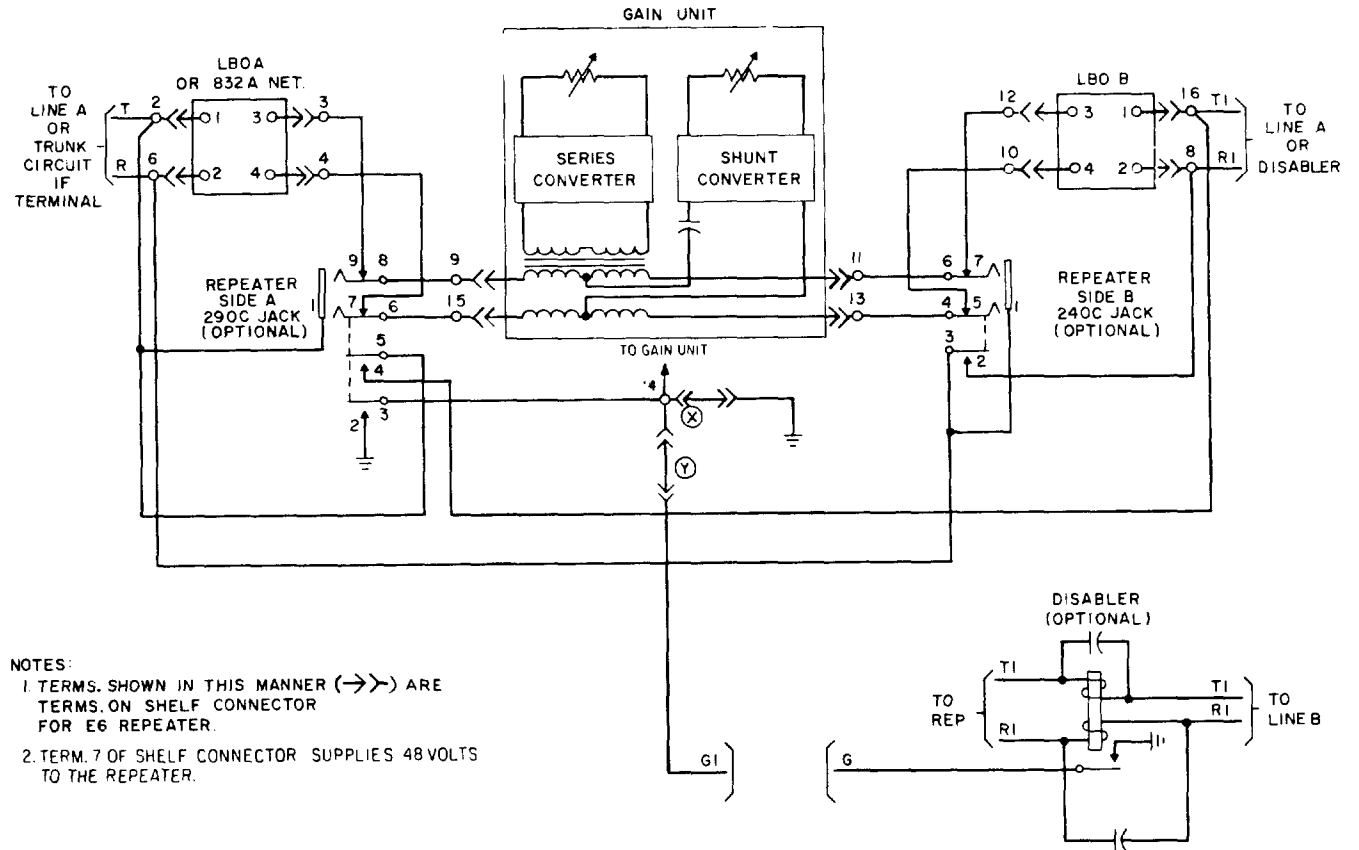 GAIN UNIT
LBOA
OR 832A NET.
TO
LINE A
OR
TRUNK
CIRCUIT
IF
TERMINAL
T
2
1
3
3
R
6
2
4
4
SERIES
CONVERTER
SHUNT
CONVERTER
LBO B
12
3
1
16
T1
10
4
2
8
R1
TO
LINE A
OR
DISABLER
REPEATER
SIDE A
290C JACK
(OPTIONAL)
1
9
8
9
7
6
15
5
4
3
2
11
13
6
7
4
5
3
2
1
REPEATER
SIDE B
240C JACK
(OPTIONAL)
TO GAIN UNIT
4
X
Y
DISABLER
(OPTIONAL)
NOTES:
1. TERMS. SHOWN IN THIS MANNER (→>-) ARE
TERMS. ON SHELF CONNECTOR
FOR E6 REPEATER.
2. TERM. 7 OF SHELF CONNECTOR SUPPLIES 48 VOLTS
TO THE REPEATER.
TO
REP
T1
R1
T1
R1
TO
LINE B
G1
G